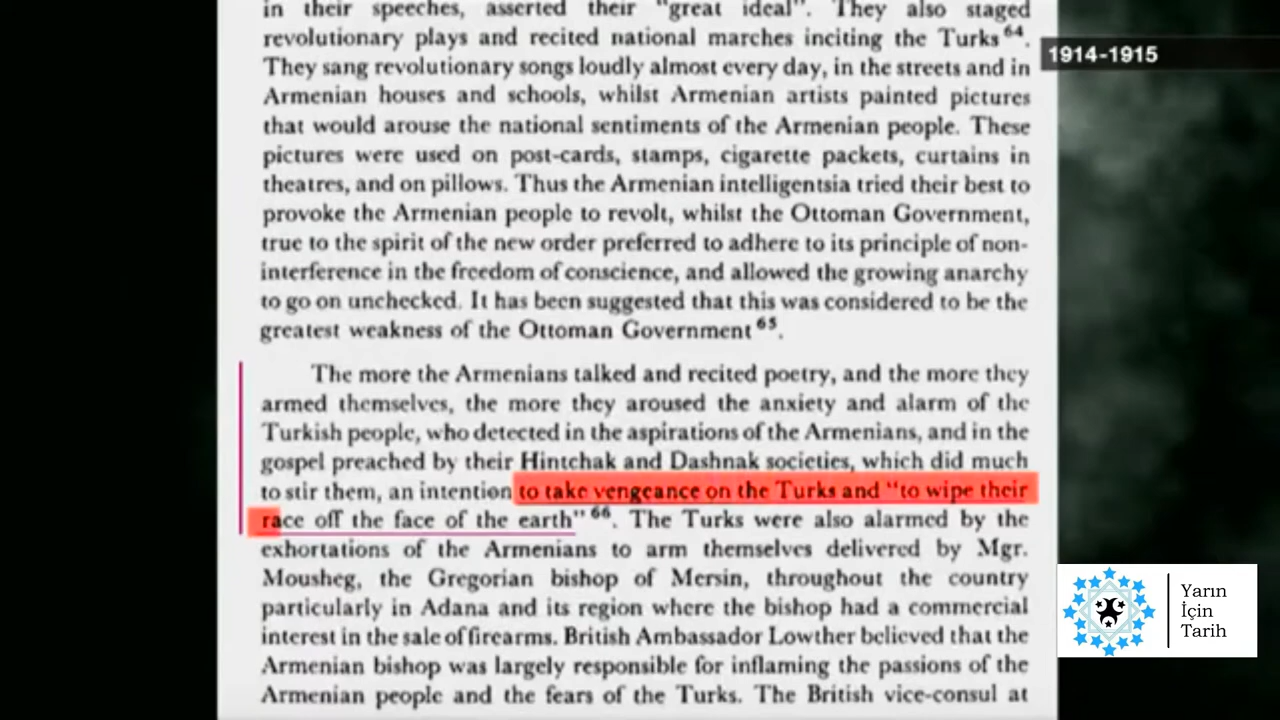 in their speeches, asserted their "great ideal". They also staged
revolutionary plays and recited national marches inciting the Turks 64.
They sang revolutionary songs loudly almost every day, in the streets and in
Armenian houses and schools, whilst Armenian artists painted pictures
that would arouse the national sentiments of the Armenian people. These
pictures were used on post-cards, stamps, cigarette packets, curtains in
theatres, and on pillows. Thus the Armenian intelligentsia tried their best to
provoke the Armenian people to revolt, whilst the Ottoman Government,
true to the spirit of the new order preferred to adhere to its principle of non-
interference in the freedom of conscience, and allowed the growing anarchy
to go on unchecked. It has been suggested that this was considered to be the
greatest weakness of the Ottoman Government 65.
The more the Armenians talked and recited poetry, and the more they
armed themselves, the more they aroused the anxiety and alarm of the
Turkish people, who detected in the aspirations of the Armenians, and in the
gospel preached by their Hintchak and Dashnak societies, which did much
to stir them, an intention to take vengeance on the Turks and "to wipe their
race off the face of the earth" 66. The Turks were also alarmed by the
exhortations of the Armenians to arm themselves delivered by Mgr.
Mousheg, the Gregorian bishop of Mersin, throughout the country
particularly in Adana and its region where the bishop had a commercial
interest in the sale of firearms. British Ambassador Lowther believed that the
Armenian bishop was largely responsible for inflaming the passions of the
Armenian people and the fears of the Turks. The British vice-consul at
1914-1915
Yarın
İçin
Tarih